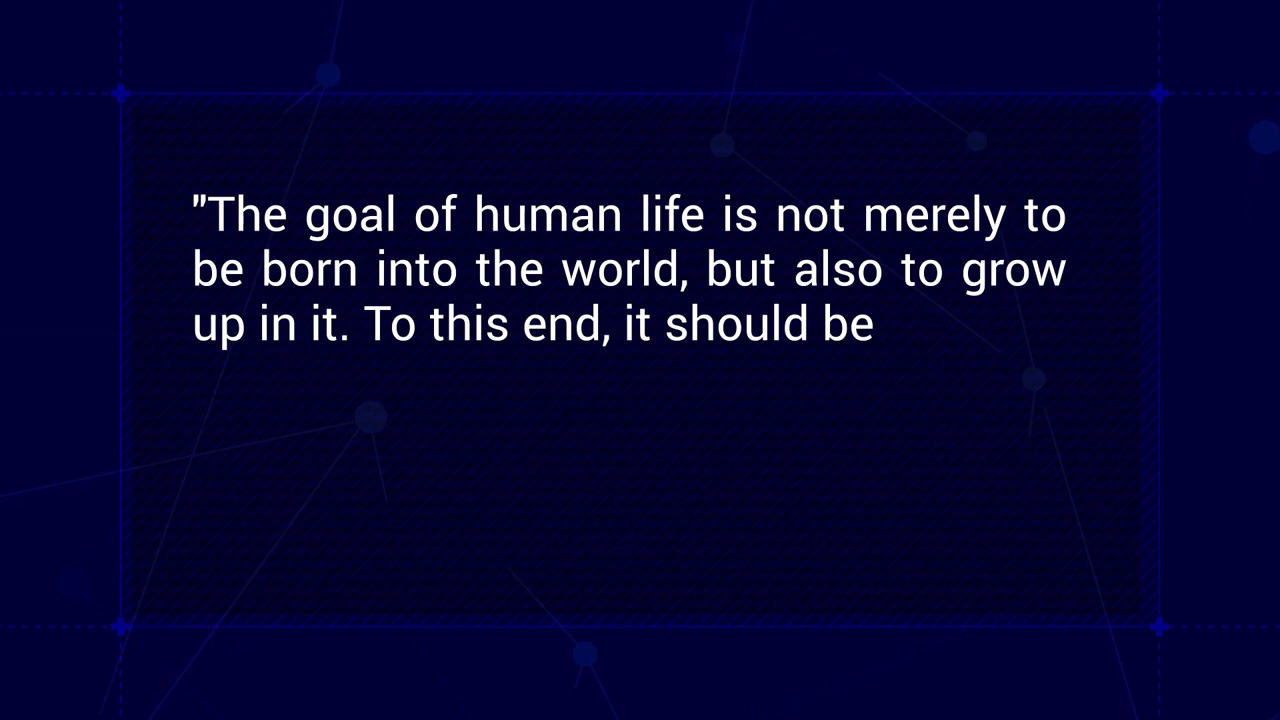 "The goal of human life is not merely to
be born into the world, but also to grow
up in it. To this end, it should be